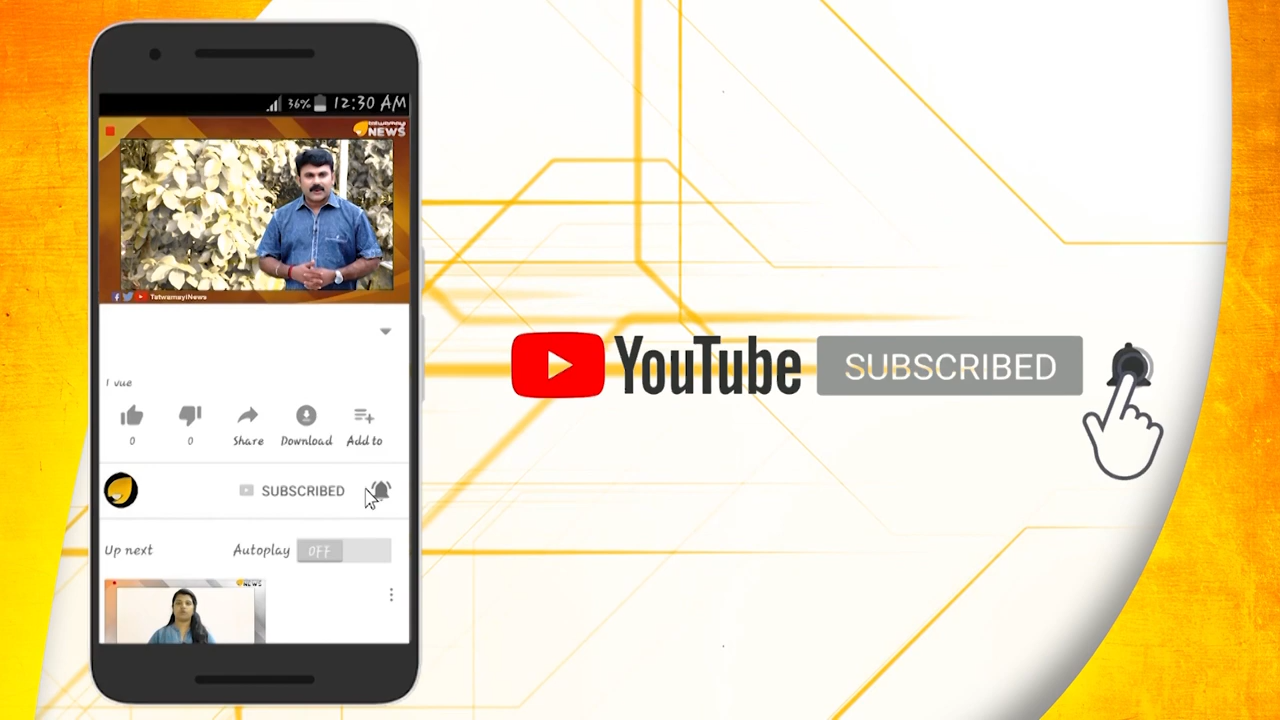 36% 12:30 AM
tatwamayi
NEWS
TatwamayiNews
1 vue
0 0 Share Download Add to
SUBSCRIBED
Up next Autoplay OFF
NEWS
YouTube SUBSCRIBED